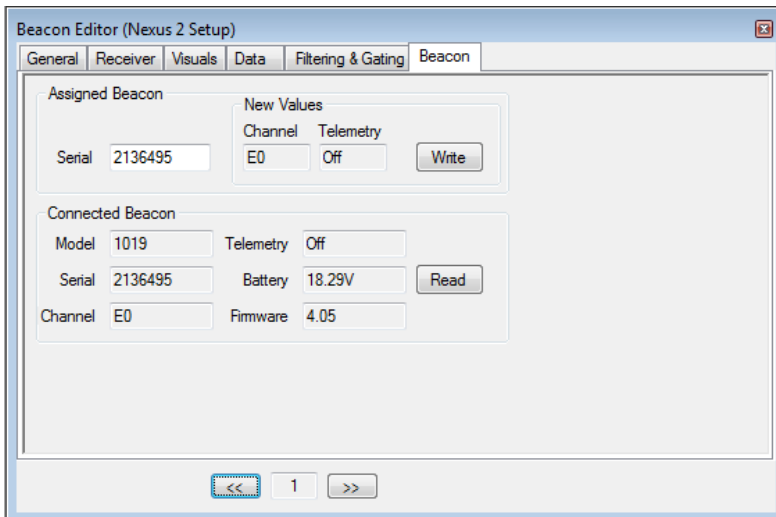 Beacon Editor (Nexus 2 Setup)
General Receiver Visuals Data Filtering & Gating Beacon
Assigned Beacon
New Values
Channel Telemetry
Serial 2136495 E0 Off Write
Connected Beacon
Model 1019 Telemetry Off
Serial 2136495 Battery 18.29V Read
Channel E0 Firmware 4.05
<< 1 >>